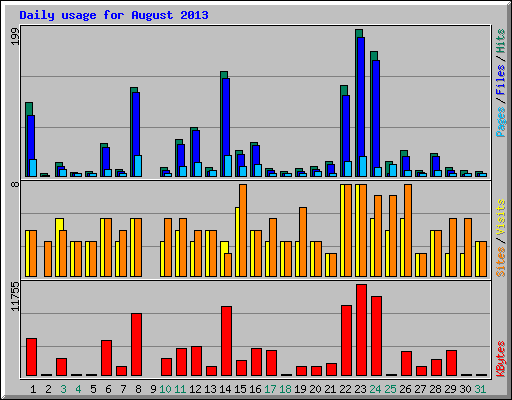 Daily usage for August 2013
199
Pages / Files / Hits
8
Sites / Visits
11755
KBytes
1 2 3 4 5 6 7 8 9 10 11 12 13 14 15 16 17 18 19 20 21 22 23 24 25 26 27 28 29 30 31